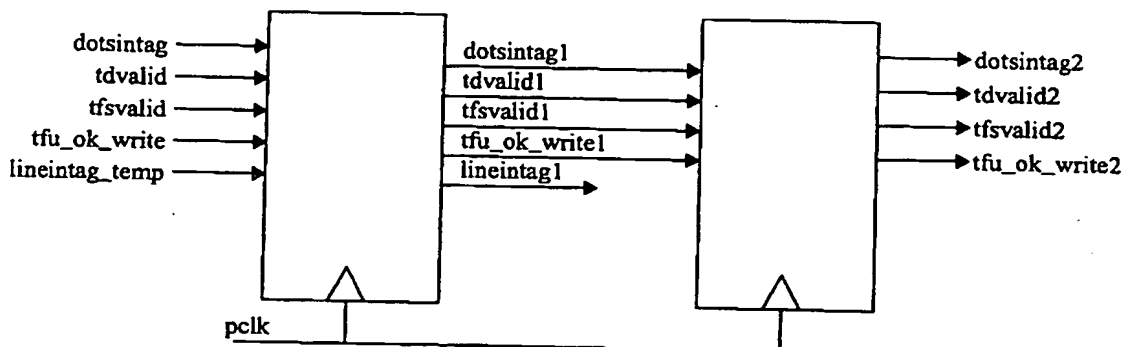 dotsintag
tdvalid
tfsvalid
tfu_ok_write
lineintag_temp
dotsintag1
tdvalid1
tfsvalid1
tfu_ok_write1
lineintag1
dotsintag2
tdvalid2
tfsvalid2
tfu_ok_write2
pclk